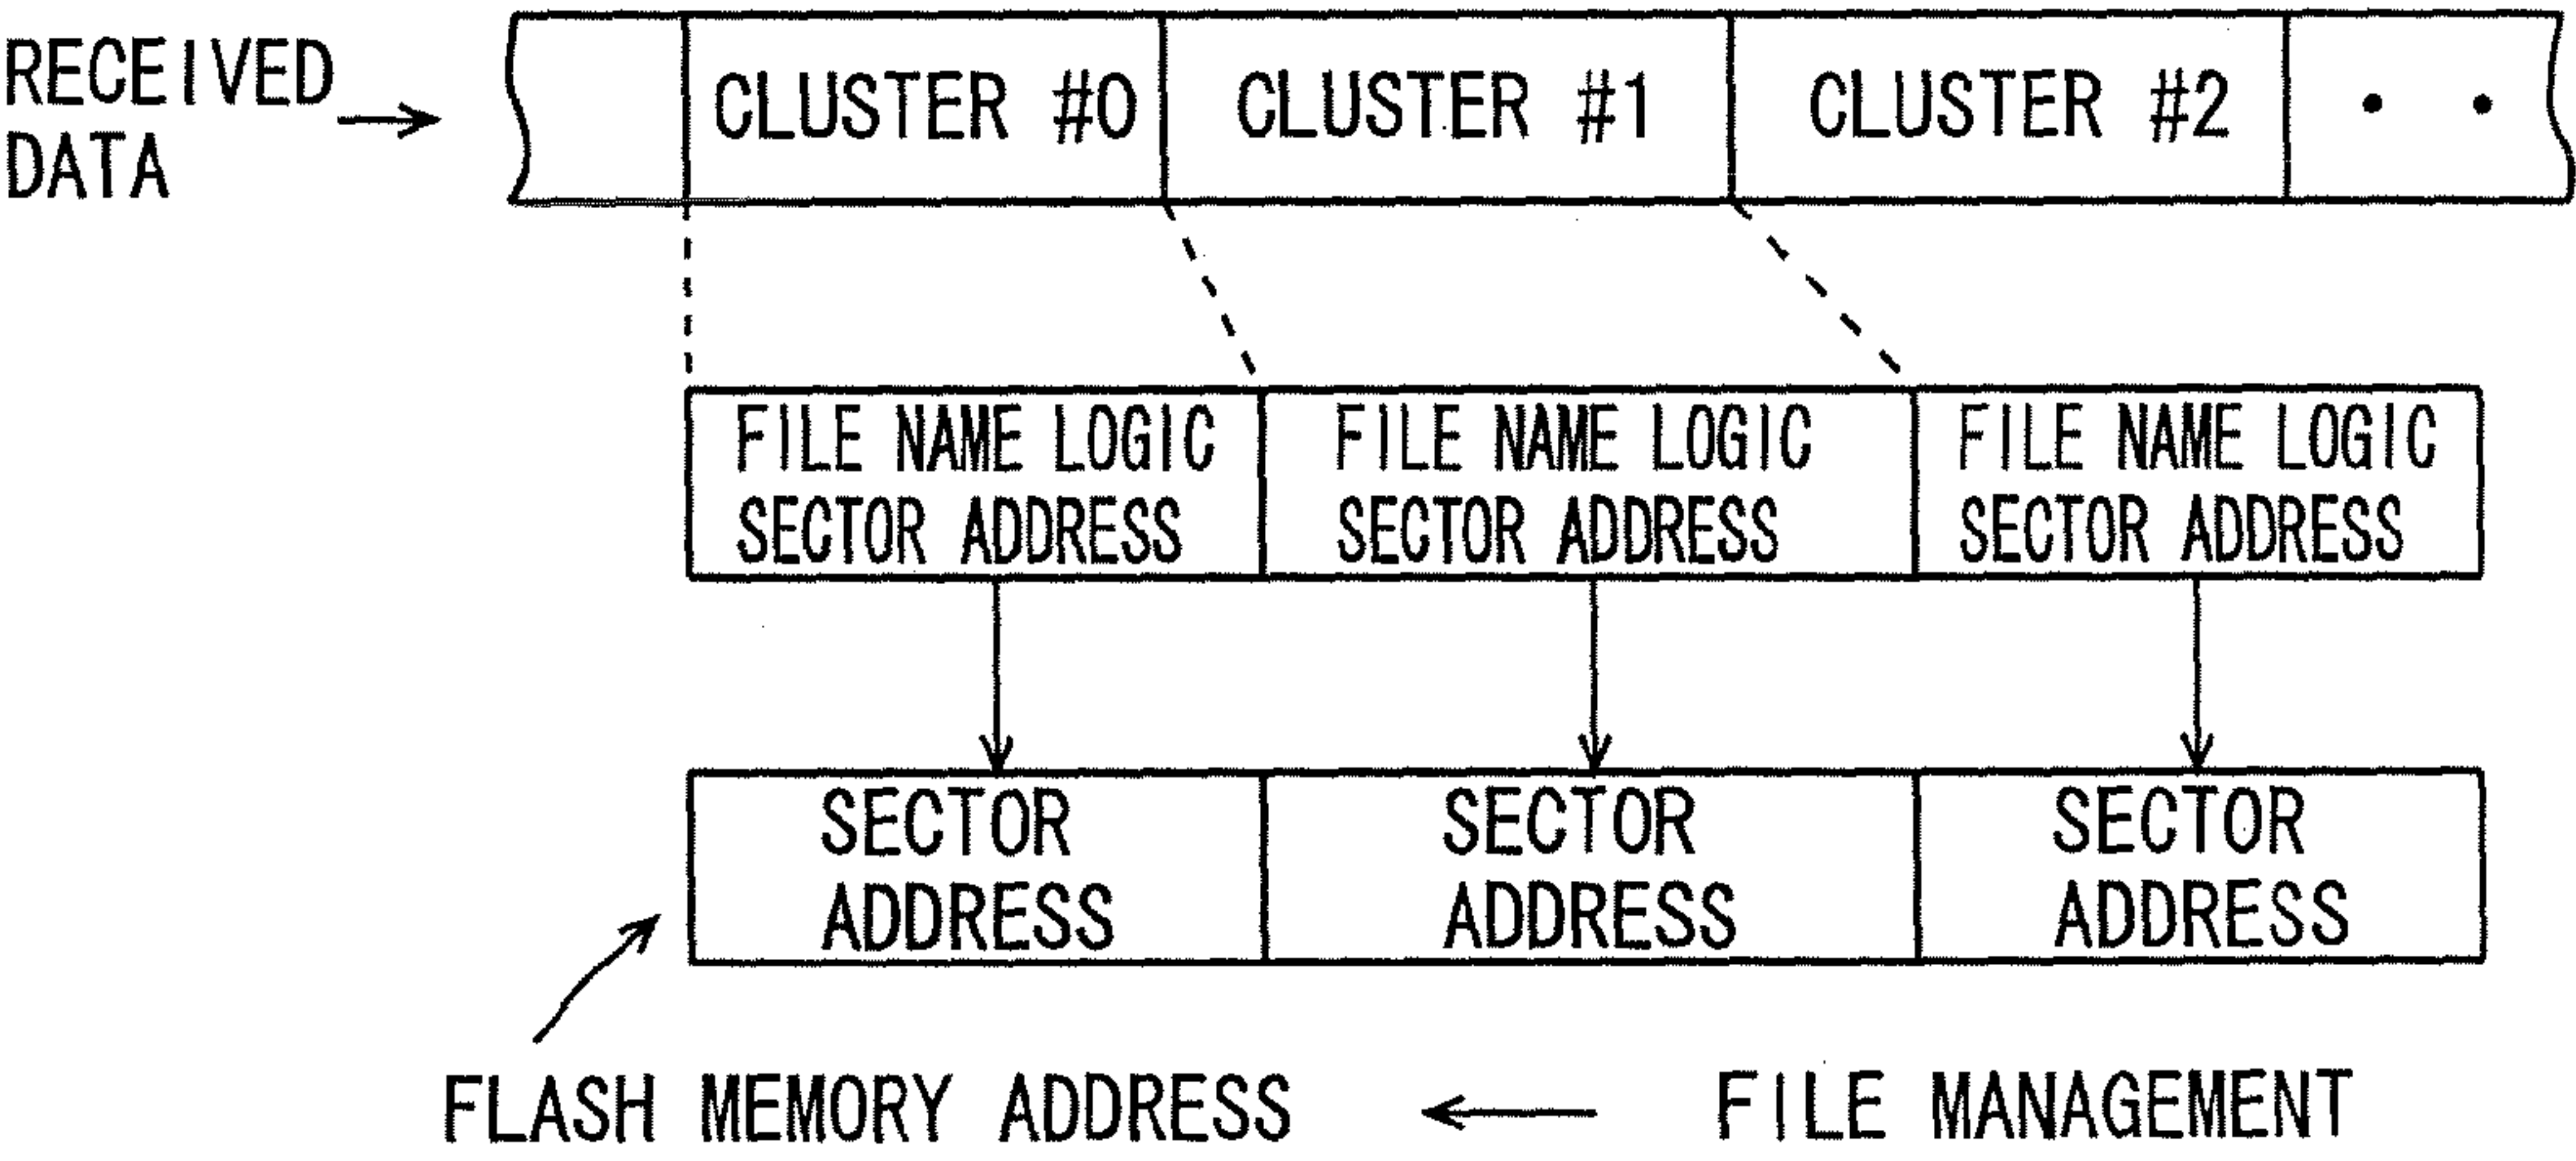 RECEIVED
DATA
CLUSTER #0 CLUSTER #1 CLUSTER #2 • •
FILE NAME LOGIC FILE NAME LOGIC FILE NAME LOGIC
SECTOR ADDRESS SECTOR ADDRESS SECTOR ADDRESS
SECTOR SECTOR SECTOR
ADDRESS ADDRESS ADDRESS
FLASH MEMORY ADDRESS ← FILE MANAGEMENT